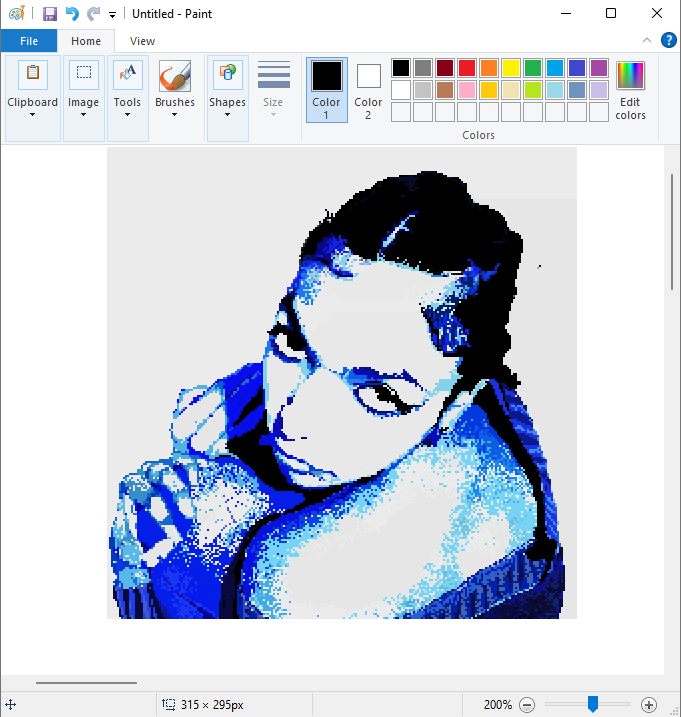 Untitled - Paint
File Home View
Clipboard Image Tools Brushes Shapes Size Color 1 Color 2 Edit colors
Colors
315 × 295px 200%